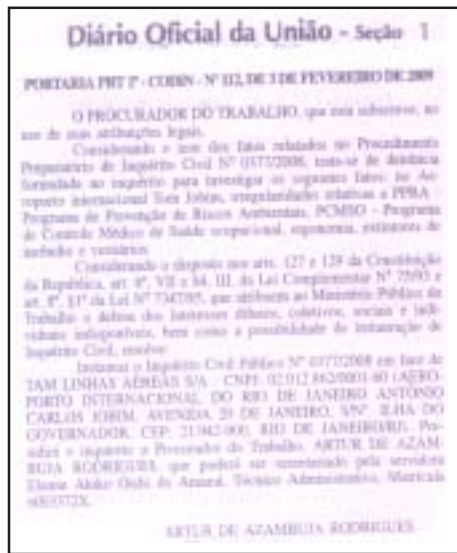 Diário Oficial da União - Seção 1
PORTARIA PRT 1ª - CODIN - Nº 112, DE 3 DE FEVEREIRO DE 2009
O PROCURADOR DO TRABALHO, que esta subscreve, no
uso de suas atribuições legais,
Considerando o teor dos fatos relatados no Procedimento
Preparatório de Inquérito Civil Nº 0377/2008, trata-se de denúncia
formulada ao inquérito para investigar os seguintes fatos: no Ae-
roporto internacional Tom Jobim, irregularidades relativas a PPRA -
Programa de Prevenção de Riscos Ambientais, PCMSO - Programa
de Controle Médico de Saúde ocupacional, ergonomia, extintores de
incêndio e vestiários.
Considerando o disposto nos arts. 127 e 129 da Constituição
da República, art. 6º, VII e 84, III, da Lei Complementar Nº 75/93 e
art. 8º, §1º da Lei Nº 7347/85, que atribuem ao Ministério Público do
Trabalho a defesa dos interesses difusos, coletivos, sociais e indi-
viduais indisponíveis, bem como a possibilidade de instauração de
Inquérito Civil, resolve:
Instaurar o Inquérito Civil Público Nº 0377/2008 em face de
TAM LINHAS AÉREAS S/A - CNPJ: 02.012.862/0001-60 (AERO-
PORTO INTERNACIONAL DO RIO DE JANEIRO ANTÔNIO
CARLOS JOBIM, AVENIDA 20 DE JANEIRO, S/Nº, ILHA DO
GOVERNADOR, CEP: 21.942-900, RIO DE JANEIRO/RJ). Pre-
sidirá o inquérito o Procurador do Trabalho, ARTUR DE AZAM-
BUJA RODRIGUES, que poderá ser secretariado pela servidora
do Amaral, Técnico Administrativo, Matrícula
ARTUR DE AZAMBUJA RODRIGUES